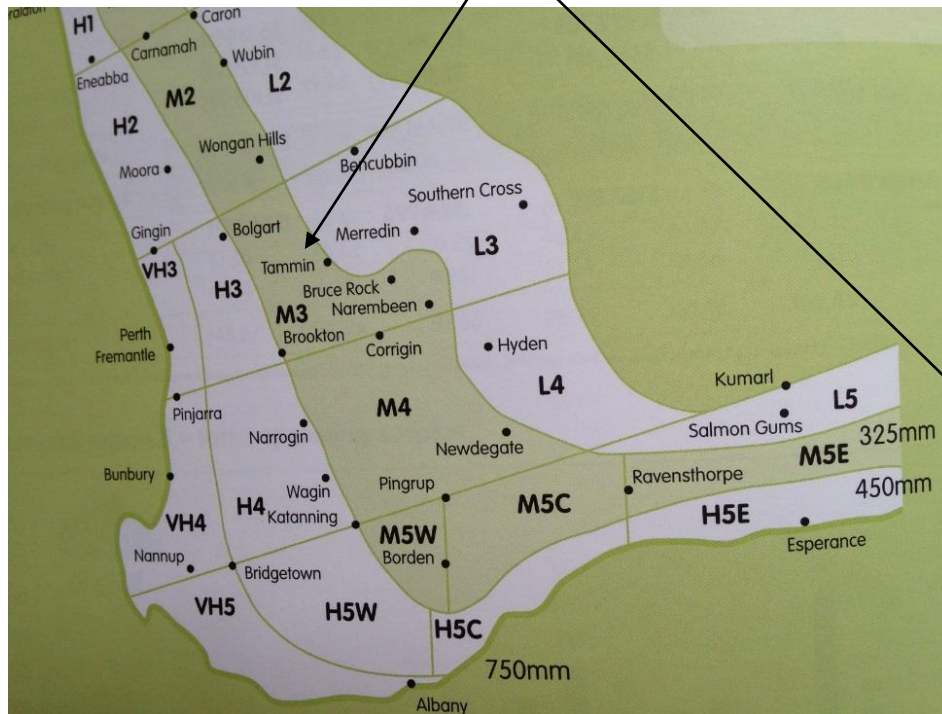 H1
Caron
Carnamah
Wubin
Eneabba
M2
L2
H2
Wongan Hills
Moora
Bencubbin
Southern Cross
Gingin
Bolgart
Merredin
L3
VH3
H3
Tammin
Bruce Rock
M3
Narembeen
Perth
Fremantle
Brookton
Corrigin
Hyden
Kumarl
Pinjarra
M4
L4
L5
Narrogin
Salmon Gums
325mm
Newdegate
M5E
Bunbury
Wagin
Pingrup
Ravensthorpe
450mm
H4
Katanning
M5C
VH4
M5W
H5E
Nannup
Borden
Esperance
Bridgetown
VH5
H5W
H5C
750mm
Albany